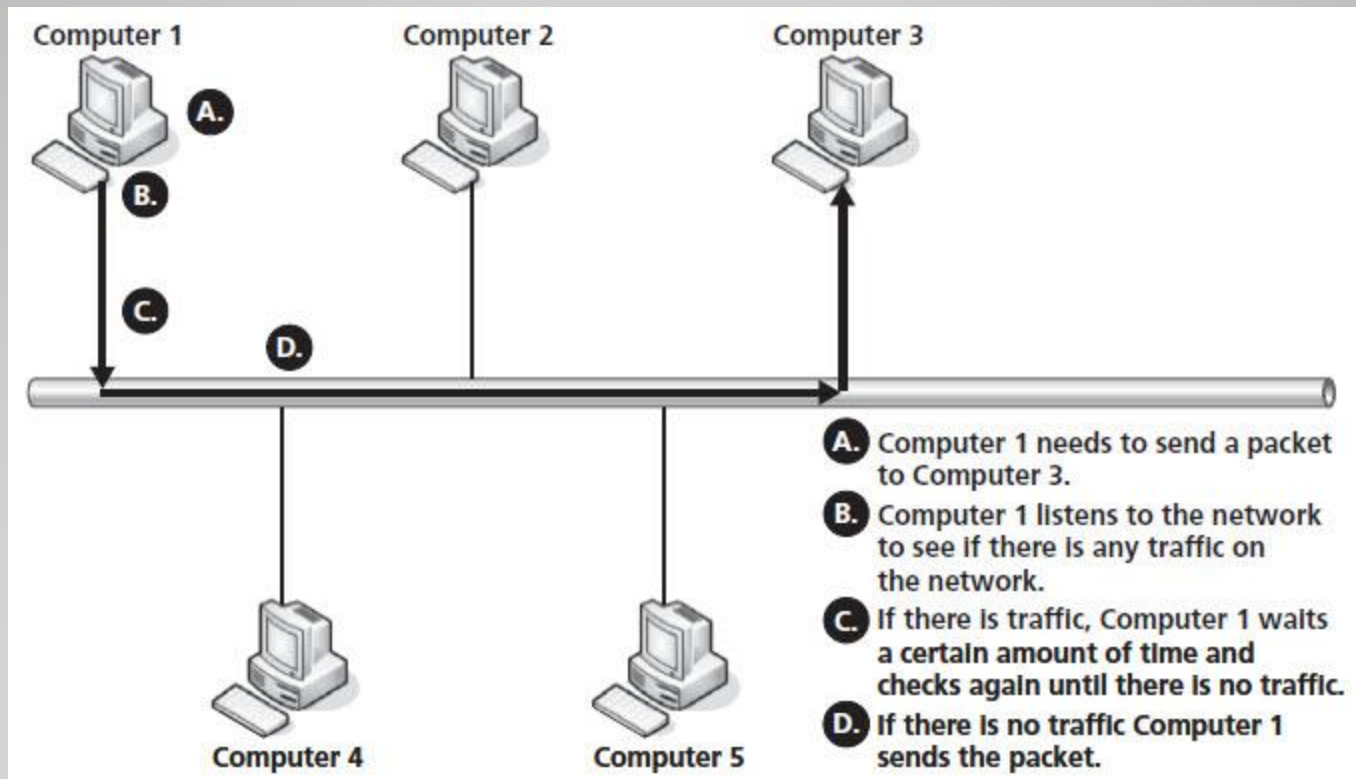 Computer 1
Computer 2
Computer 3
A.
B.
C.
D.
A. Computer 1 needs to send a packet
to Computer 3.
B. Computer 1 listens to the network
to see if there is any traffic on
the network.
C. If there is traffic, Computer 1 waits
a certain amount of time and
checks again until there is no traffic.
D. If there is no traffic Computer 1
sends the packet.
Computer 4
Computer 5